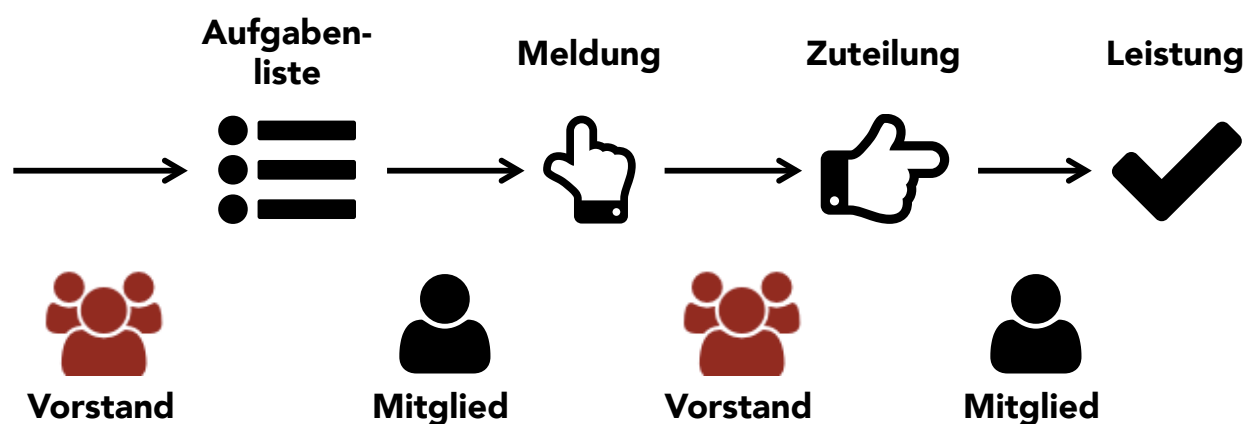 Aufgaben-
liste
Meldung
Zuteilung
Leistung
Vorstand
Mitglied
Vorstand
Mitglied